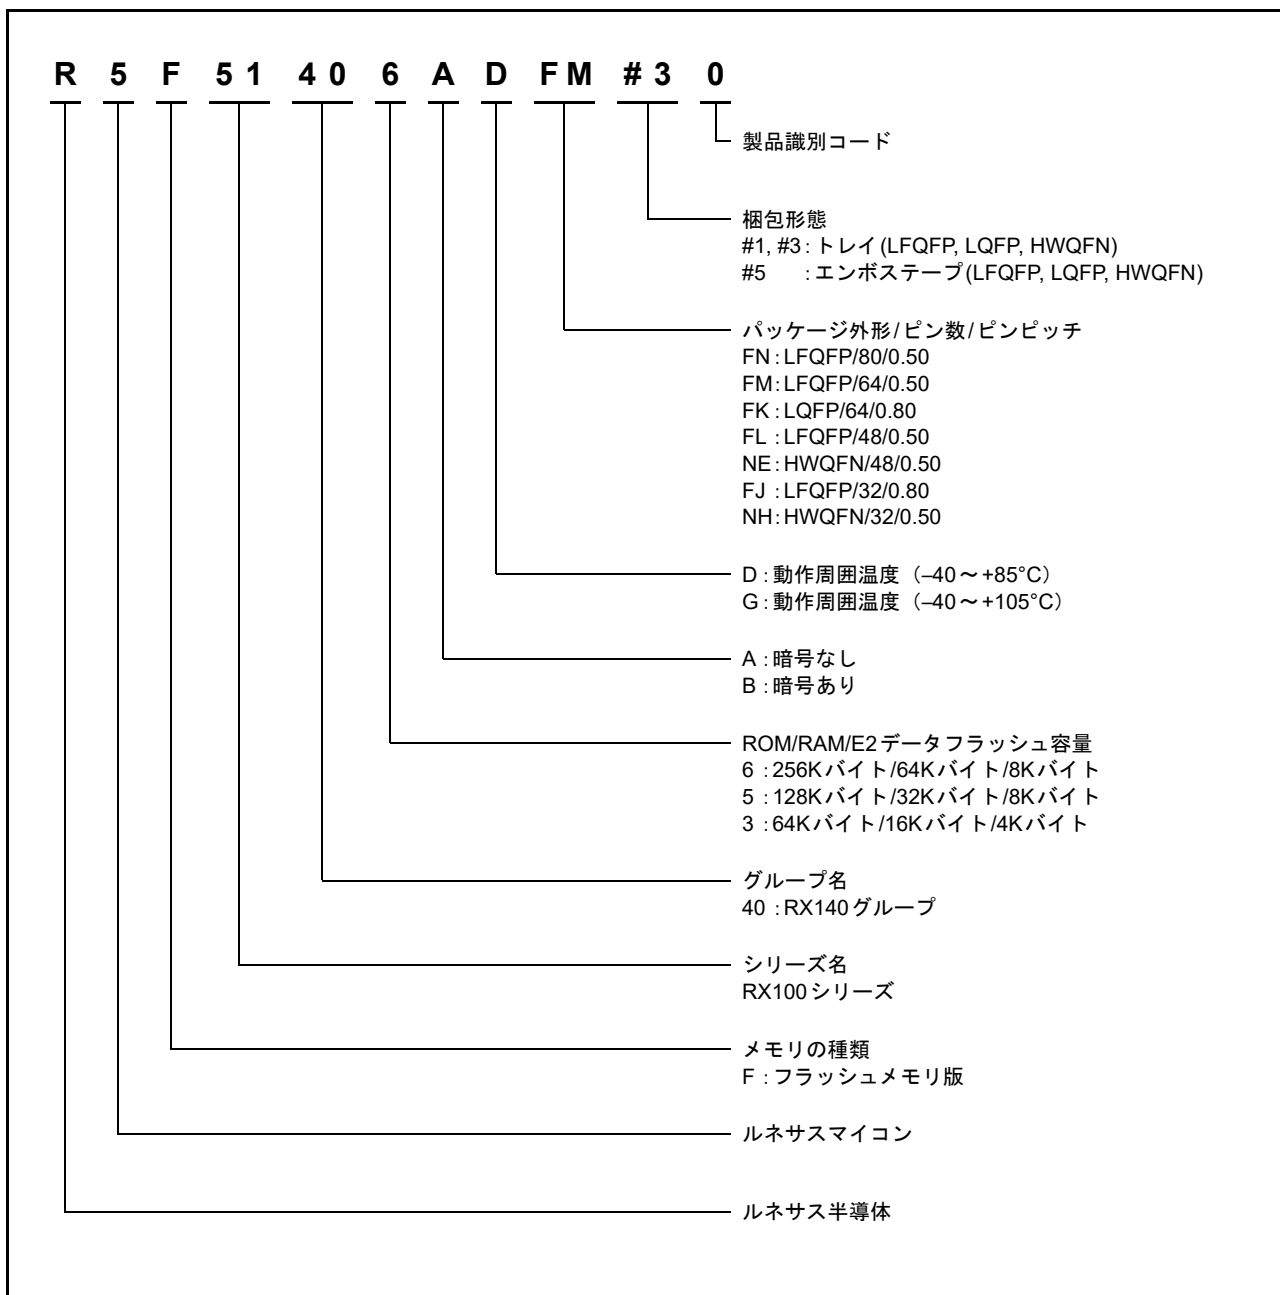 R 5 F 51 40 6 A D FM #3 0
製品識別コード
梱包形態
#1, #3 : トレイ(LFQFP, LQFP, HWQFN)
#5 : エンボステープ(LFQFP, LQFP, HWQFN)
パッケージ外形/ピン数/ピンピッチ
FN : LFQFP/80/0.50
FM : LFQFP/64/0.50
FK : LQFP/64/0.80
FL : LFQFP/48/0.50
NE : HWQFN/48/0.50
FJ : LFQFP/32/0.80
NH : HWQFN/32/0.50
D : 動作周囲温度（–40～+85°C）
G : 動作周囲温度（–40～+105°C）
A : 暗号なし
B : 暗号あり
ROM/RAM/E2データフラッシュ容量
6 : 256Kバイト/64Kバイト/8Kバイト
5 : 128Kバイト/32Kバイト/8Kバイト
3 : 64Kバイト/16Kバイト/4Kバイト
グループ名
40 : RX140グループ
シリーズ名
RX100シリーズ
メモリの種類
F : フラッシュメモリ版
ルネサスマイコン
ルネサス半導体